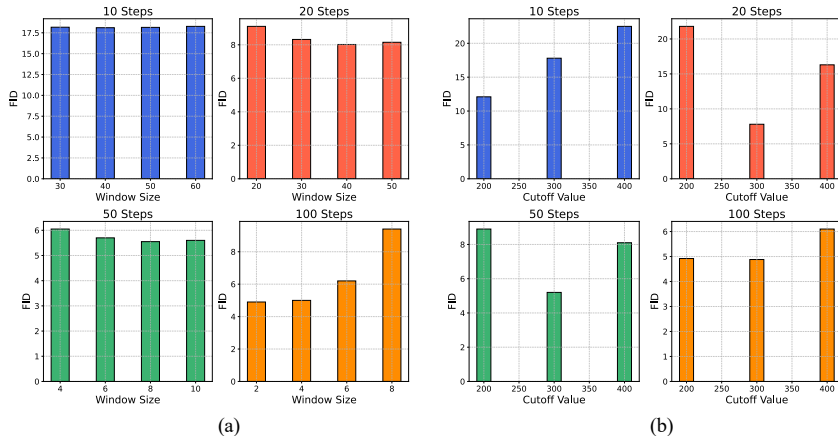 10 Steps
FID
17.5
15.0
12.5
10.0
7.5
5.0
2.5
0.0
30 40 50 60
Window Size
20 Steps
FID
8
6
4
2
0
20 30 40 50
Window Size
10 Steps
FID
20
15
10
5
0
200 250 300 350 400
Cutoff Value
20 Steps
FID
20
15
10
5
0
200 250 300 350 400
Cutoff Value
50 Steps
FID
6
5
4
3
2
1
0
4 6 8 10
Window Size
100 Steps
FID
8
6
4
2
0
2 4 6 8
Window Size
50 Steps
FID
8
6
4
2
0
200 250 300 350 400
Cutoff Value
100 Steps
FID
6
5
4
3
2
1
0
200 250 300 350 400
Cutoff Value
(a)
(b)